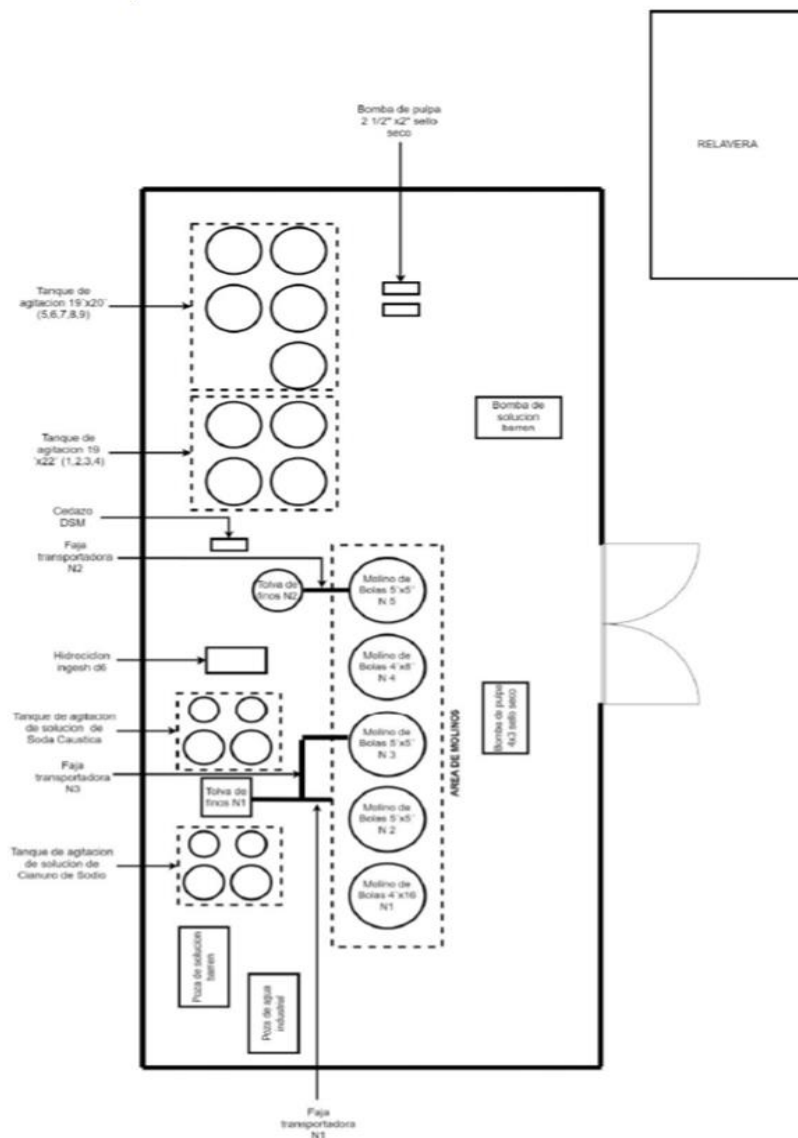 Bomba de pulpa
2 1/2" x2" sello
seco
RELAVERA
Tanque de
agitacion 19´x20´
(5,6,7,8,9)
Bomba de
solucion
barren
Tanque de
agitacion 19
´x22´ (1,2,3,4)
Cedazo
DSM
Faja
transportadora
N2
Tolva de
finos N2
Molino de
Bolas 5´x5´
N 5
Hidrociclon
ingesh d6
Molino de
Bolas 4´x8´
N 4
Tanque de agitacion
de solucion de
Soda Caustica
Molino de
Bolas 5´x5´
N 3
Bomba de pulpa
4x3 sello seco
AREA DE MOLINOS
Faja
transportadora
N3
Tolva de
finos N1
Molino de
Bolas 5´x5´
N 2
Tanque de agitacion
de solucion de
Cianuro de Sodio
Molino de
Bolas 4´x16
N1
Poza de solucion
barren
Poza de agua
industrial
Faja
transportadora
N1